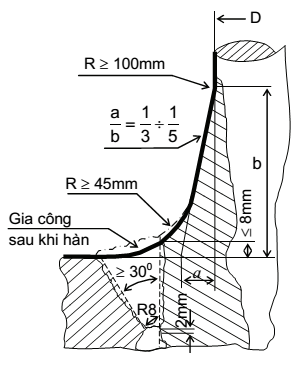 D
R ≥ 100mm
a/b = 1/3 ÷ 1/5
b
R ≥ 45mm
≤ 8mm
Gia công
sau khi hàn
≥ 30⁰
a
R8
2mm